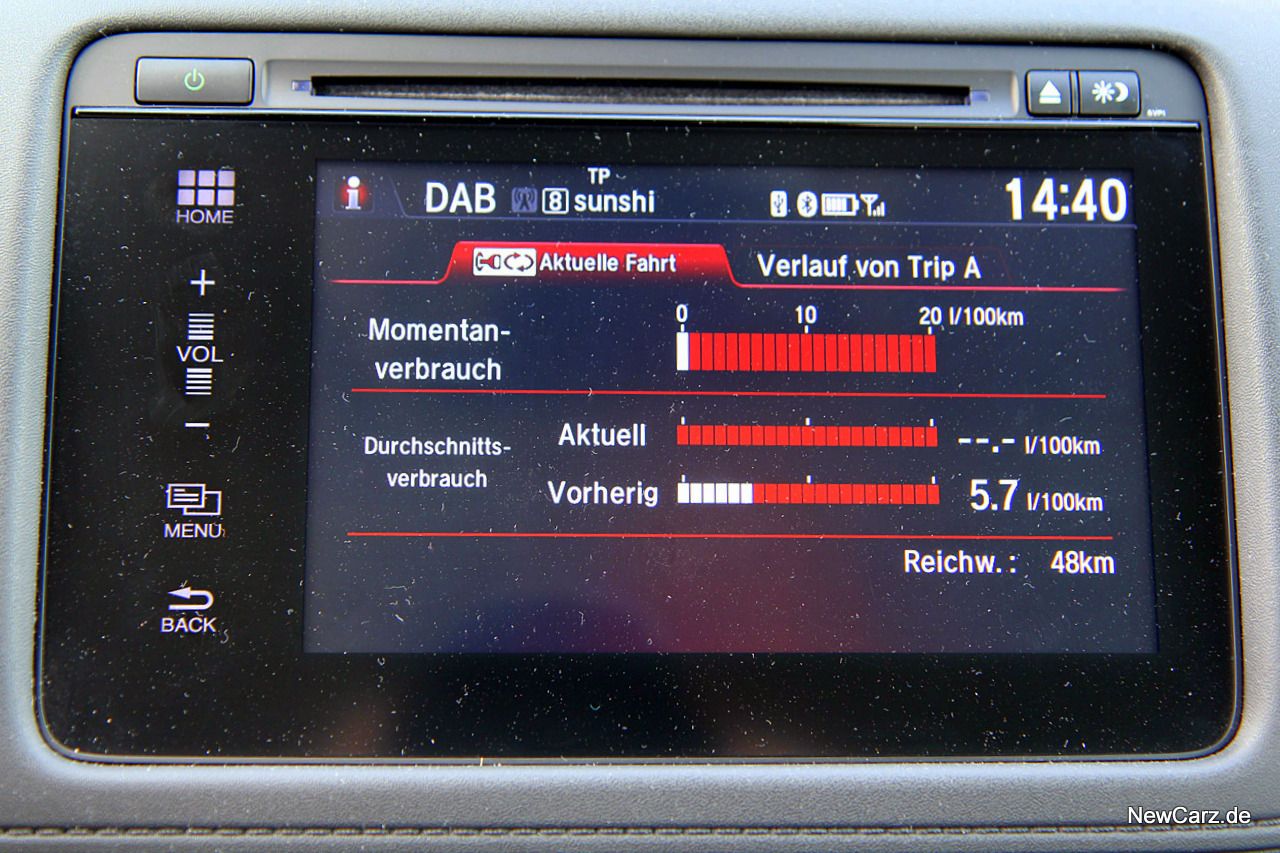 HOME
+
VOL
−
MENU
BACK
i
DAB 8 TP sunshi 14:40
Aktuelle Fahrt Verlauf von Trip A
0 10 20 l/100km
Momentan-
verbrauch
Durchschnitts-
verbrauch
Aktuell --.- l/100km
Vorherig 5.7 l/100km
Reichw.: 48km
NewCarz.de